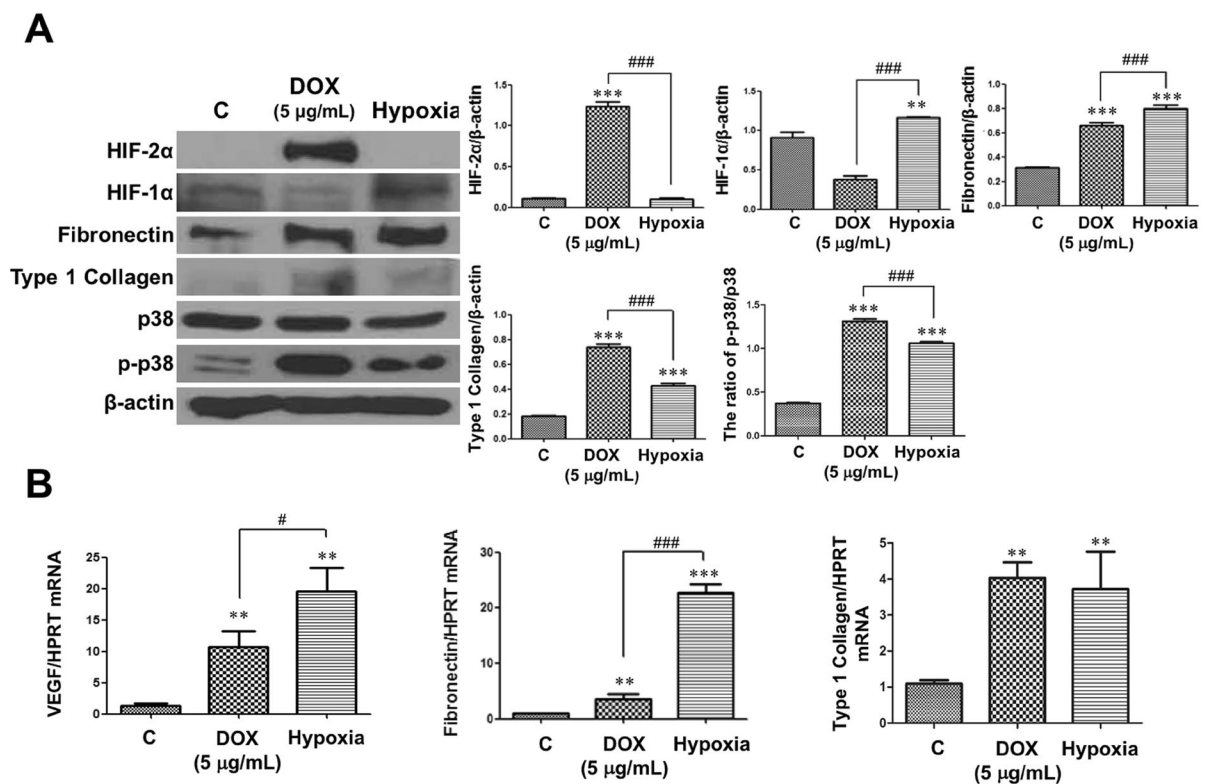 A
C
DOX
(5 µg/mL)
Hypoxia
HIF-2α
HIF-1α
Fibronectin
Type 1 Collagen
p38
p-p38
β-actin
HIF-2α/β-actin
1.5
1.0
0.5
0.0
***
###
C
DOX
Hypoxia
(5 µg/mL)
HIF-1α/β-actin
1.5
1.0
0.5
0.0
###
**
C
DOX
Hypoxia
(5 µg/mL)
Fibronectin/β-actin
1.0
0.8
0.6
0.4
0.2
0.0
###
***
***
C
DOX
Hypoxia
(5 µg/mL)
Type 1 Collagen/β-actin
1.0
0.8
0.6
0.4
0.2
0.0
###
***
***
C
DOX
Hypoxia
(5 µg/mL)
The ratio of p-p38/p38
1.5
1.0
0.5
0.0
###
***
***
C
DOX
Hypoxia
(5 µg/mL)
B
VEGF/HPRT mRNA
25
20
15
10
5
0
#
**
**
C
DOX
Hypoxia
(5 µg/mL)
Fibronectin/HPRT mRNA
30
20
10
0
###
**
***
C
DOX
Hypoxia
(5 µg/mL)
Type 1 Collagen/HPRT
mRNA
5
4
3
2
1
0
**
**
C
DOX
Hypoxia
(5 µg/mL)